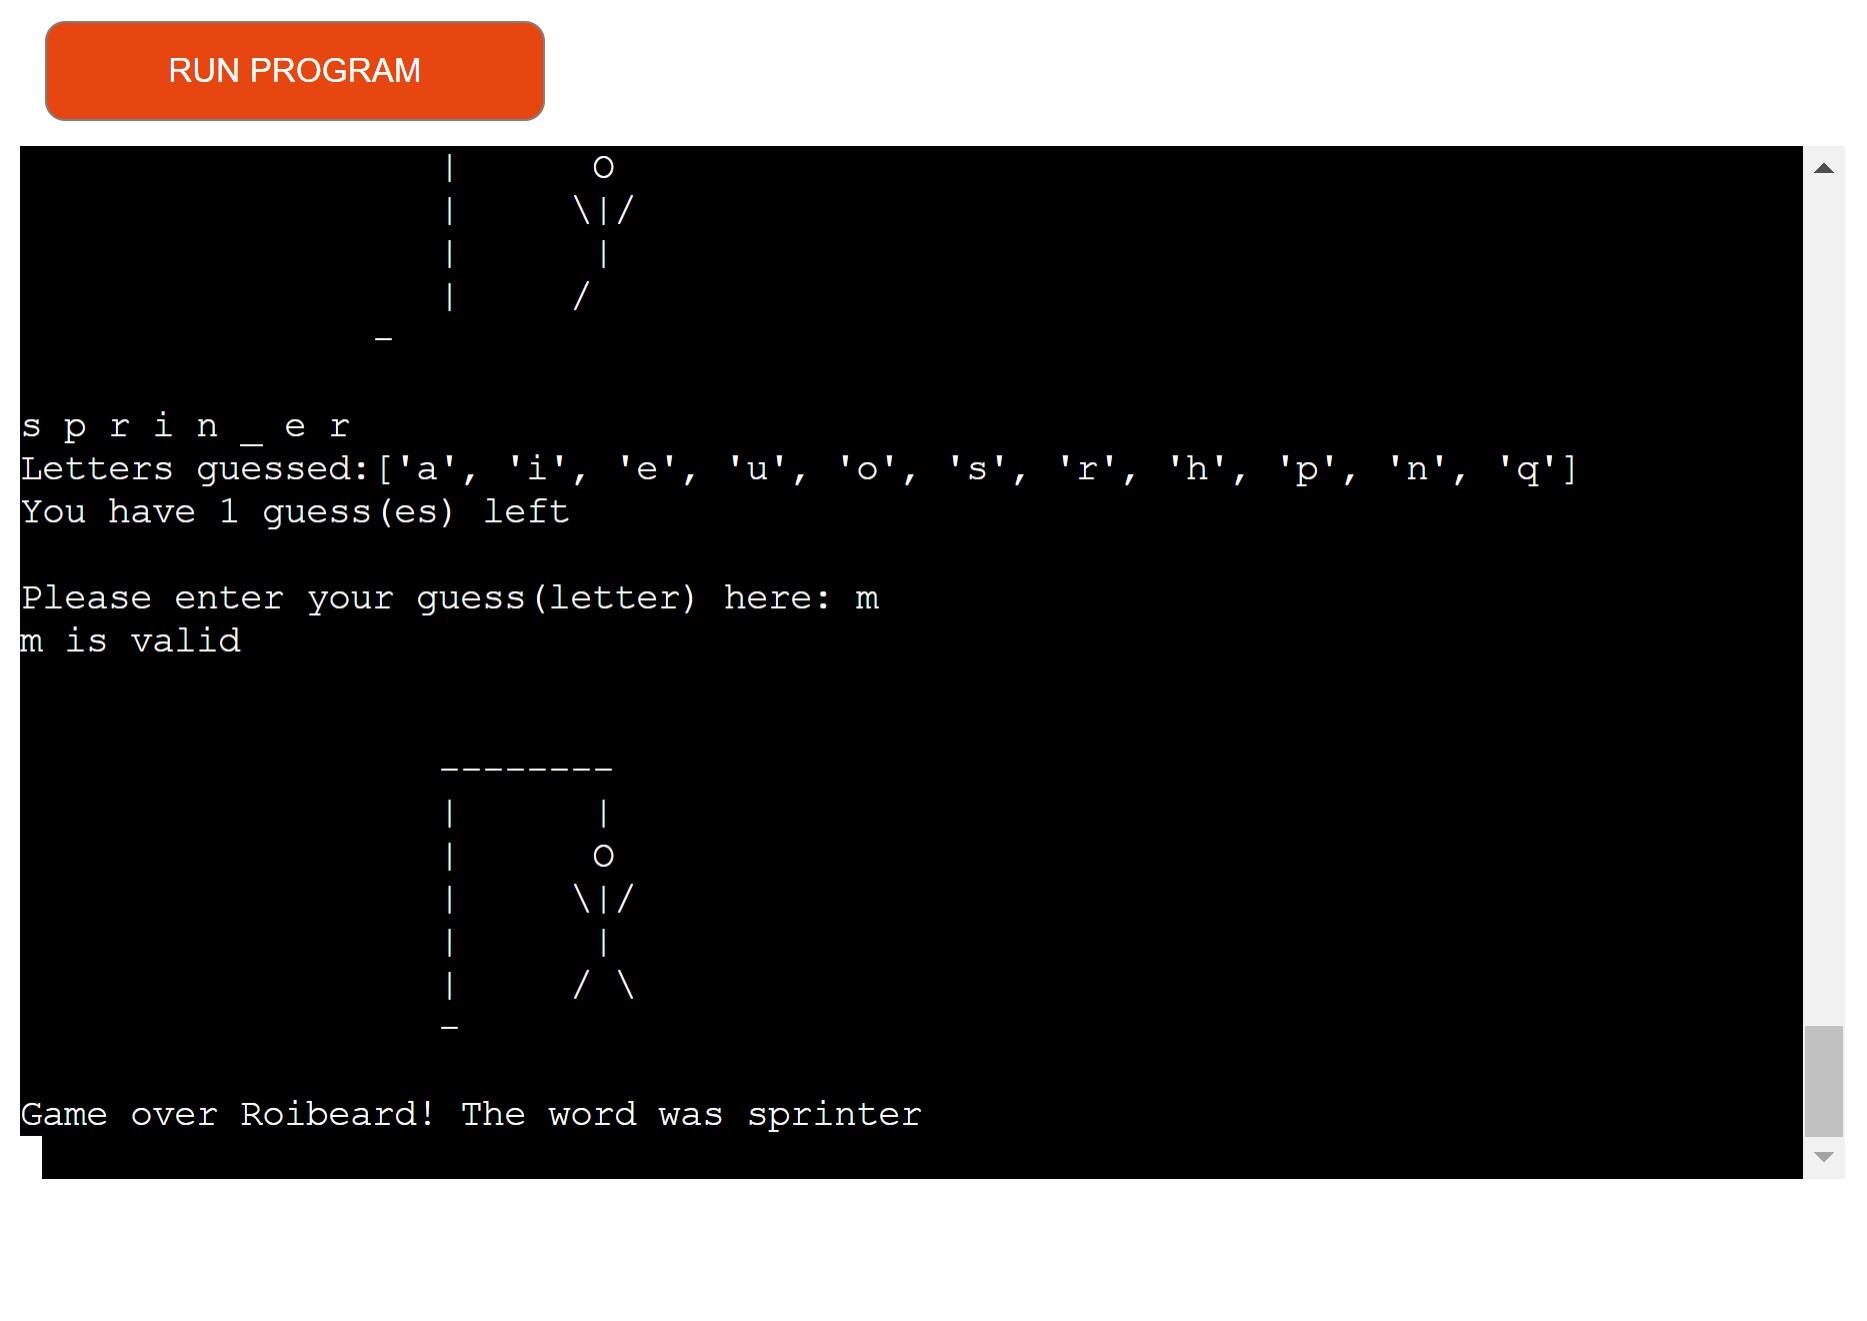 RUN PROGRAM
|       O
|      \|/
|       |
|      /
_
s p r i n _ e r
Letters guessed:['a', 'i', 'e', 'u', 'o', 's', 'r', 'h', 'p', 'n', 'q']
You have 1 guess(es) left
Please enter your guess(letter) here: m
m is valid
--------
|       |
|       O
|      \|/
|       |
|      / \
_
Game over Roibeard! The word was sprinter